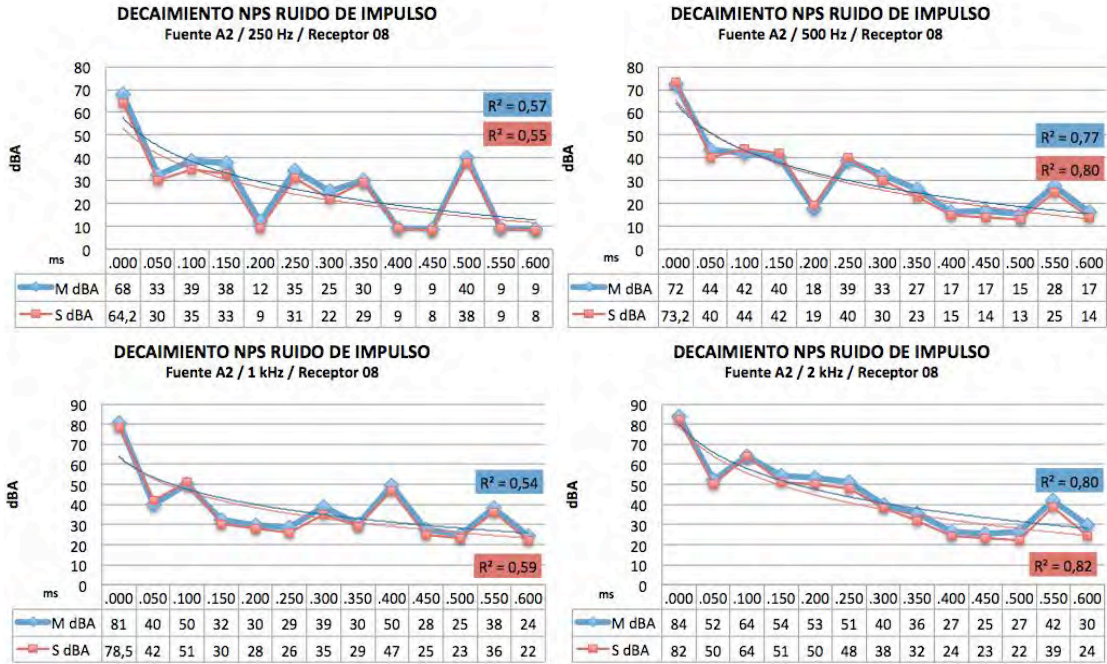 DECAIMIENTO NPS RUIDO DE IMPULSO
Fuente A2 / 250 Hz / Receptor 08
dBA
80
70
60
50
40
30
20
10
0
R² = 0,57
R² = 0,55
ms .000 .050 .100 .150 .200 .250 .300 .350 .400 .450 .500 .550 .600
M dBA 68 33 39 38 12 35 25 30 9 9 40 9 9
S dBA 64,2 30 35 33 9 31 22 29 9 8 38 9 8
DECAIMIENTO NPS RUIDO DE IMPULSO
Fuente A2 / 500 Hz / Receptor 08
dBA
80
70
60
50
40
30
20
10
0
R² = 0,77
R² = 0,80
ms .000 .050 .100 .150 .200 .250 .300 .350 .400 .450 .500 .550 .600
M dBA 72 44 42 40 18 39 33 27 17 17 15 28 17
S dBA 73,2 40 44 42 19 40 30 23 15 14 13 25 14
DECAIMIENTO NPS RUIDO DE IMPULSO
Fuente A2 / 1 kHz / Receptor 08
dBA
90
80
70
60
50
40
30
20
10
0
R² = 0,54
R² = 0,59
ms .000 .050 .100 .150 .200 .250 .300 .350 .400 .450 .500 .550 .600
M dBA 81 40 50 32 30 29 39 30 50 28 25 38 24
S dBA 78,5 42 51 30 28 26 35 29 47 25 23 36 22
DECAIMIENTO NPS RUIDO DE IMPULSO
Fuente A2 / 2 kHz / Receptor 08
dBA
90
80
70
60
50
40
30
20
10
0
R² = 0,80
R² = 0,82
ms .000 .050 .100 .150 .200 .250 .300 .350 .400 .450 .500 .550 .600
M dBA 84 52 64 54 53 51 40 36 27 25 27 42 30
S dBA 82 50 64 51 50 48 38 32 24 23 22 39 24